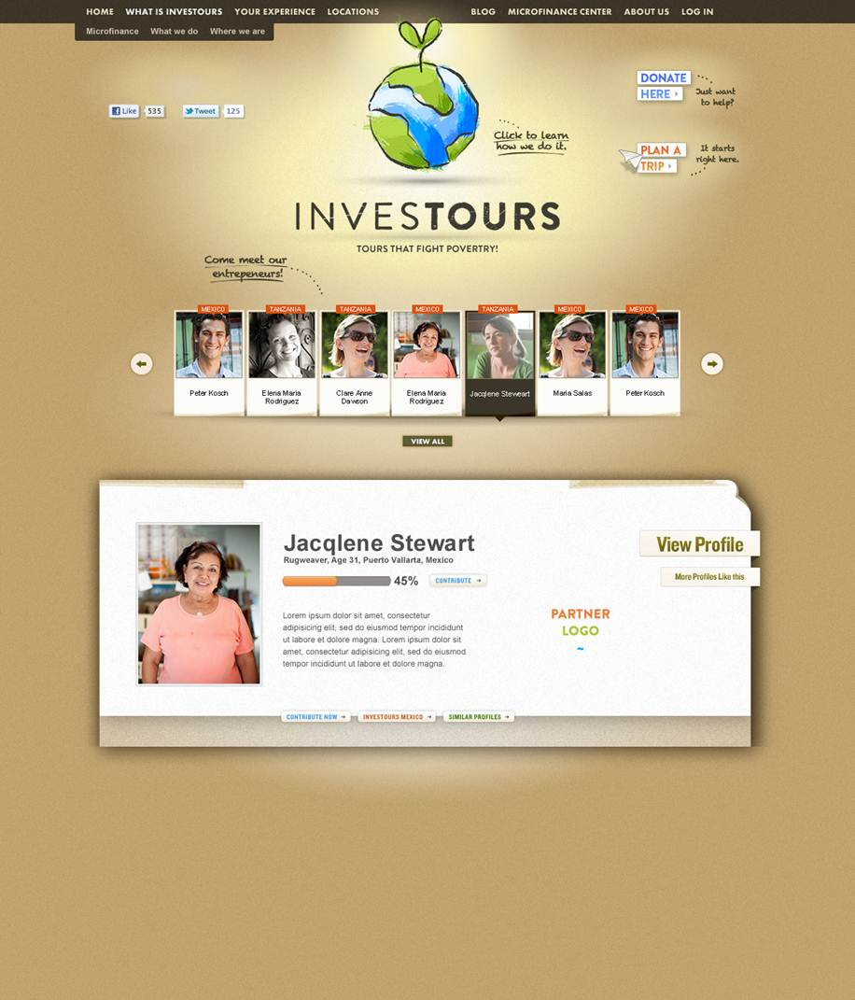 HOME WHAT IS INVESTOURS YOUR EXPERIENCE LOCATIONS BLOG MICROFINANCE CENTER ABOUT US LOG IN
Microfinance What we do Where we are
DONATE
HERE
Just want
to help?
Like 535 Tweet 125
Click to learn
how we do it.
PLAN A
TRIP
It starts
right here.
INVESTOURS
TOURS THAT FIGHT POVERTRY!
Come meet our
entrepeneurs!
MEXICO TANZANIA TANZANIA MEXICO TANZANIA MEXICO MEXICO
Peter Kosch
Elena Maria
Rodriguez
Clare Anne
Dawson
Elena Maria
Rodriguez
Jacqlene Steweart
Maria Salas
Peter Kosch
VIEW ALL
Jacqlene Stewart
Rugweaver, Age 31, Puerto Vallarta, Mexico
45% CONTRIBUTE
View Profile
More Profiles Like this
Lorem ipsum dolor sit amet, consectetur
adipisicing elit, sed do eiusmod tempor incididunt
ut labore et dolore magna. Lorem ipsum dolor sit
amet, consectetur adipisicing elit, sed do eiusmod
tempor incididunt ut labore et dolore magna.
PARTNER
LOGO
~
CONTRIBUTE NOW INVESTOURS MEXICO SIMILAR PROFILES